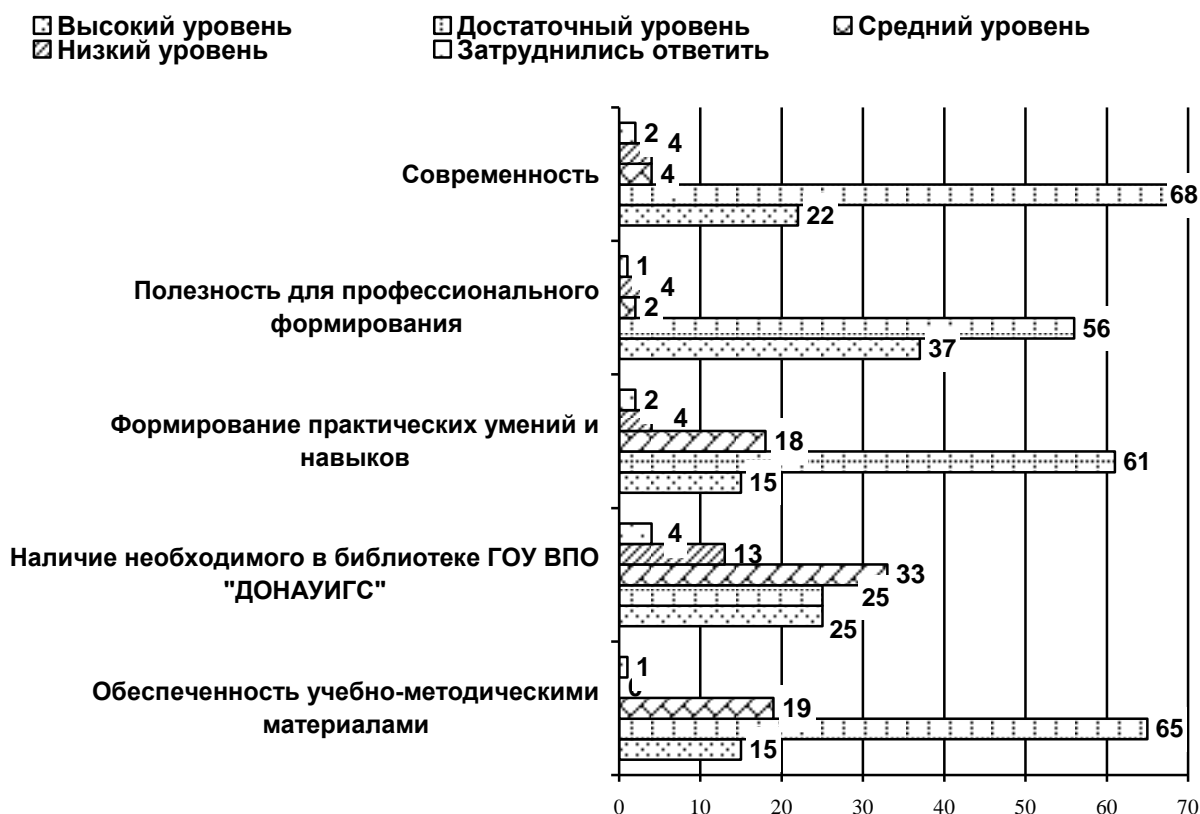 Высокий уровень Достаточный уровень Средний уровень
Низкий уровень Затруднились ответить
2
4
Современность
4
68
22
1
4
Полезность для профессионального
формирования
2
56
37
2
4
Формирование практических умений и
навыков
18
61
15
4
13
Наличие необходимого в библиотеке ГОУ ВПО
"ДОНАУИГС"
33
25
25
1
Обеспеченность учебно-методическими
материалами
19
65
15
0 10 20 30 40 50 60 70